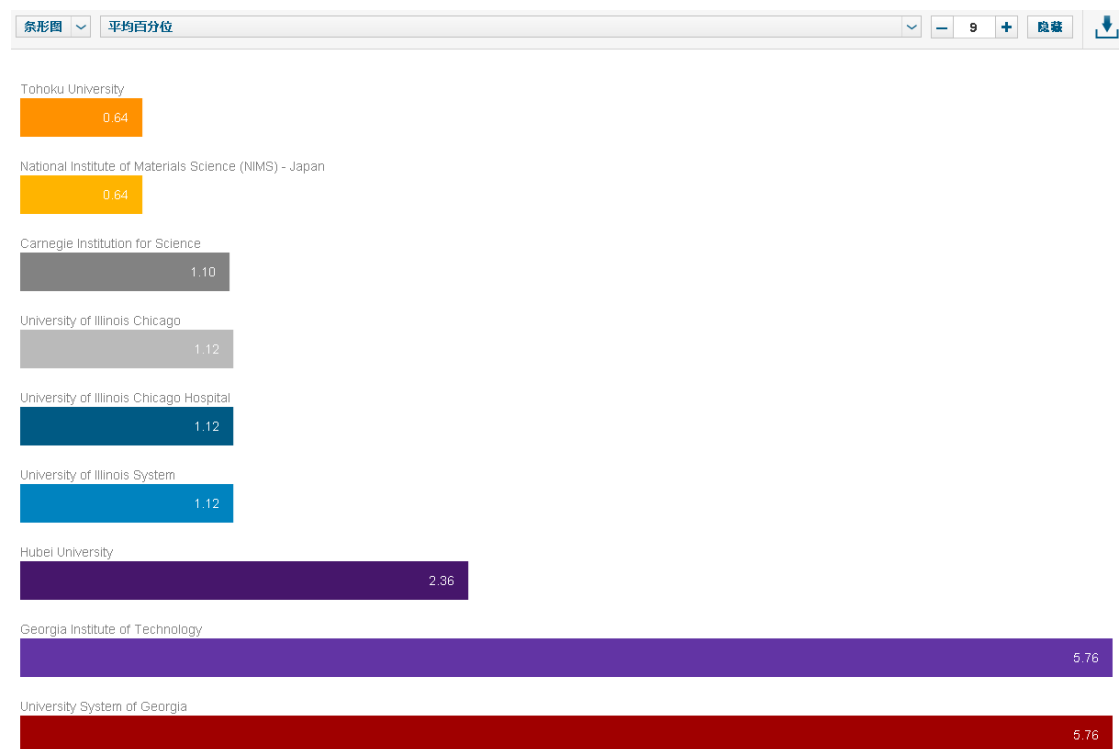 条形图 平均百分位 9 隐藏
Tohoku University
0.64
National Institute of Materials Science (NIMS) - Japan
0.64
Carnegie Institution for Science
1.10
University of Illinois Chicago
1.12
University of Illinois Chicago Hospital
1.12
University of Illinois System
1.12
Hubei University
2.36
Georgia Institute of Technology
5.76
University System of Georgia
5.76